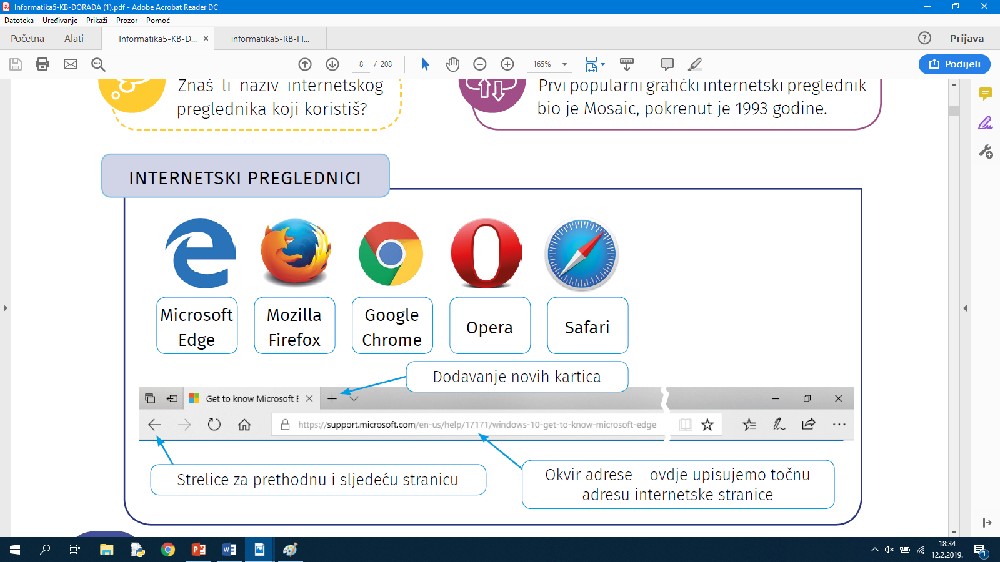 Informatika5-KB-DORADA (1).pdf - Adobe Acrobat Reader DC
Datoteka Uređivanje Prikaži Prozor Pomoć
Početna Alati Informatika5-KB-D... × informatika5-RB-FI... Prijava
8 / 208 165% Podijeli
Znaš li naziv internetskog
preglednika koji koristiš?
Prvi popularni grafički internetski preglednik
bio je Mosaic, pokrenut je 1993 godine.
INTERNETSKI PREGLEDNICI
Microsoft
Edge
Mozilla
Firefox
Google
Chrome
Opera
Safari
Dodavanje novih kartica
Get to know Microsoft E
https://support.microsoft.com/en-us/help/17171/windows-10-get-to-know-microsoft-edge
Strelice za prethodnu i sljedeću stranicu
Okvir adrese – ovdje upisujemo točnu
adresu internetske stranice
18:34
12.2.2019.
1